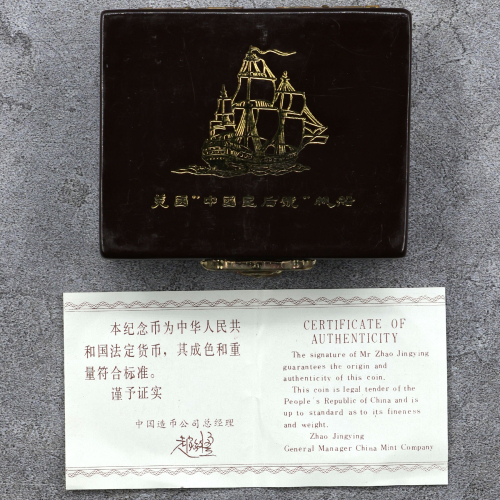 美国"中国皇后号"帆船
本纪念币为中华人民共
和国法定货币，其成色和重
量符合标准。
谨予证实
中国造币公司总经理
CERTIFICATE OF
AUTHENTICITY
The signature of Mr Zhao Jingying
guarantees the origin and
authenticity of this coin.
This coin is legal tender of the
People's Republic of China and is
up to standard as to its fineness
and weight.
Zhao Jingying
General Manager China Mint Company